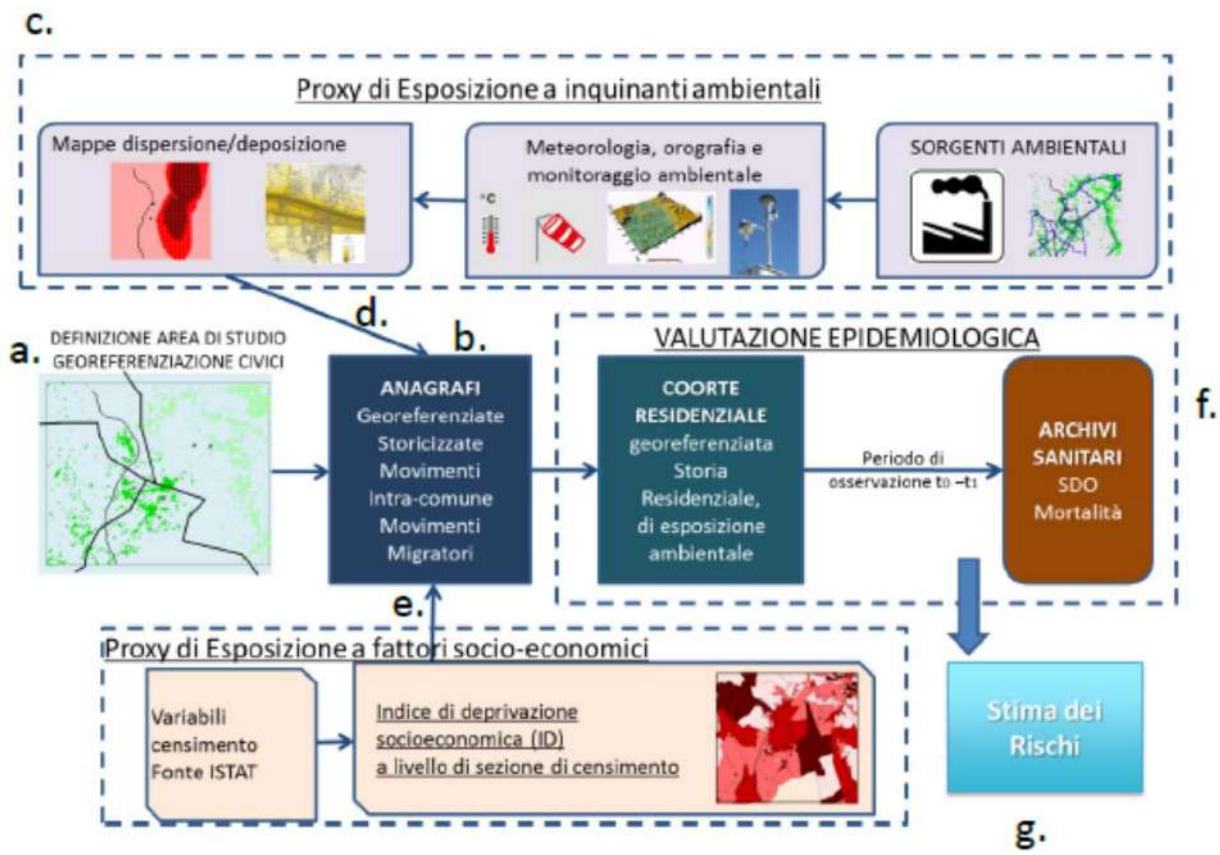 c.
Proxy di Esposizione a inquinanti ambientali
Mappe dispersione/deposizione
Meteorologia, orografia e
monitoraggio ambientale
°C
SORGENTI AMBIENTALI
d.
a.
DEFINIZIONE AREA DI STUDIO
GEOREFERENZIAZIONE CIVICI
b.
ANAGRAFI
Georeferenziate
Storicizzate
Movimenti
Intra-comune
Movimenti
Migratori
VALUTAZIONE EPIDEMIOLOGICA
COORTE
RESIDENZIALE
georeferenziata
Storia
Residenziale,
di esposizione
ambientale
Periodo di
osservazione t0 –t1
ARCHIVI
SANITARI
SDO
Mortalità
f.
e.
Proxy di Esposizione a fattori socio-economici
Variabili
censimento
Fonte ISTAT
Indice di deprivazione
socioeconomica (ID)
a livello di sezione di censimento
Stima dei
Rischi
g.